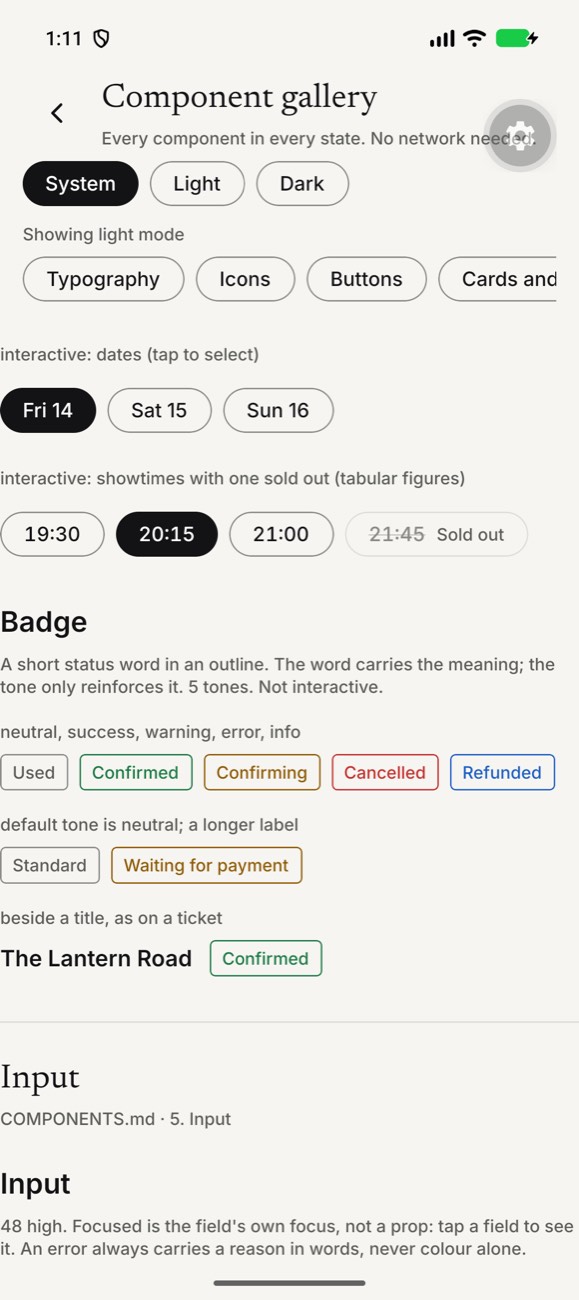 1:11
Component gallery
Every component in every state. No network needed.
System Light Dark
Showing light mode
Typography Icons Buttons Cards and
interactive: dates (tap to select)
Fri 14 Sat 15 Sun 16
interactive: showtimes with one sold out (tabular figures)
19:30 20:15 21:00 21:45 Sold out
Badge
A short status word in an outline. The word carries the meaning; the
tone only reinforces it. 5 tones. Not interactive.
neutral, success, warning, error, info
Used Confirmed Confirming Cancelled Refunded
default tone is neutral; a longer label
Standard Waiting for payment
beside a title, as on a ticket
The Lantern Road Confirmed
Input
COMPONENTS.md · 5. Input
Input
48 high. Focused is the field's own focus, not a prop: tap a field to see
it. An error always carries a reason in words, never colour alone.